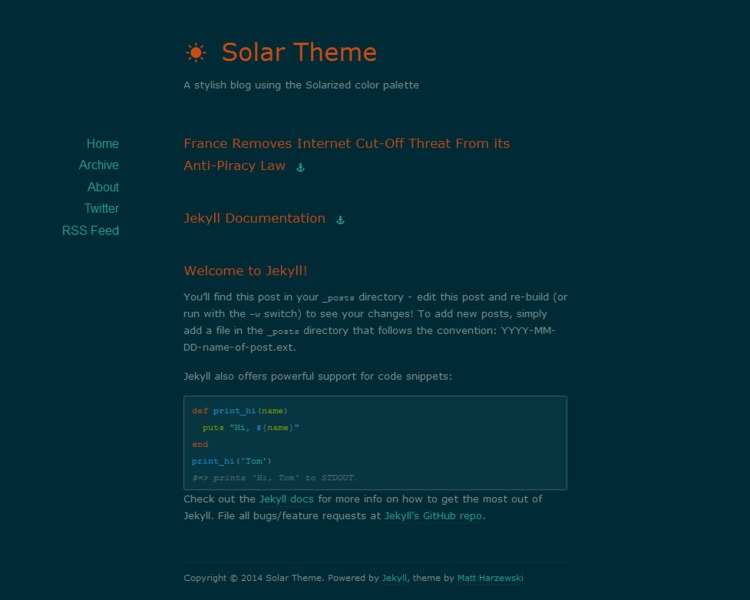 Solar Theme
A stylish blog using the Solarized color palette
Home
Archive
About
Twitter
RSS Feed
France Removes Internet Cut-Off Threat From its
Anti-Piracy Law
Jekyll Documentation
Welcome to Jekyll!
You'll find this post in your _posts directory - edit this post and re-build (or
run with the -w switch) to see your changes! To add new posts, simply
add a file in the _posts directory that follows the convention: YYYY-MM-
DD-name-of-post.ext.
Jekyll also offers powerful support for code snippets:
def print_hi(name)
puts "Hi, #{name}"
end
print_hi('Tom')
#=> prints 'Hi, Tom' to STDOUT.
Check out the Jekyll docs for more info on how to get the most out of
Jekyll. File all bugs/feature requests at Jekyll's GitHub repo.
Copyright © 2014 Solar Theme. Powered by Jekyll, theme by Matt Harzewski